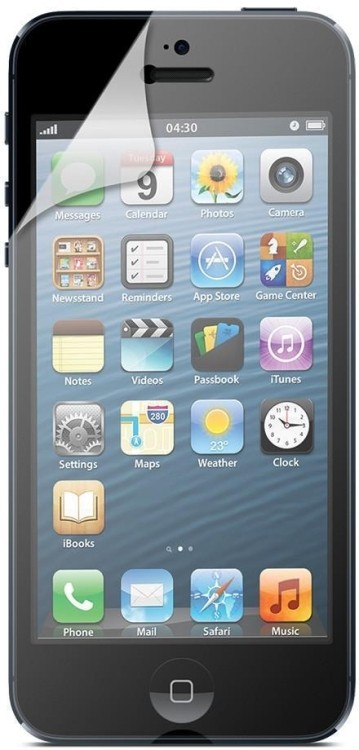 04:30
Tuesday
9
Messages Calendar Photos Camera
Newsstand Reminders App Store Game Center
280
Notes Videos Passbook iTunes
23°
Settings Maps Weather Clock
iBooks
Phone Mail Safari Music